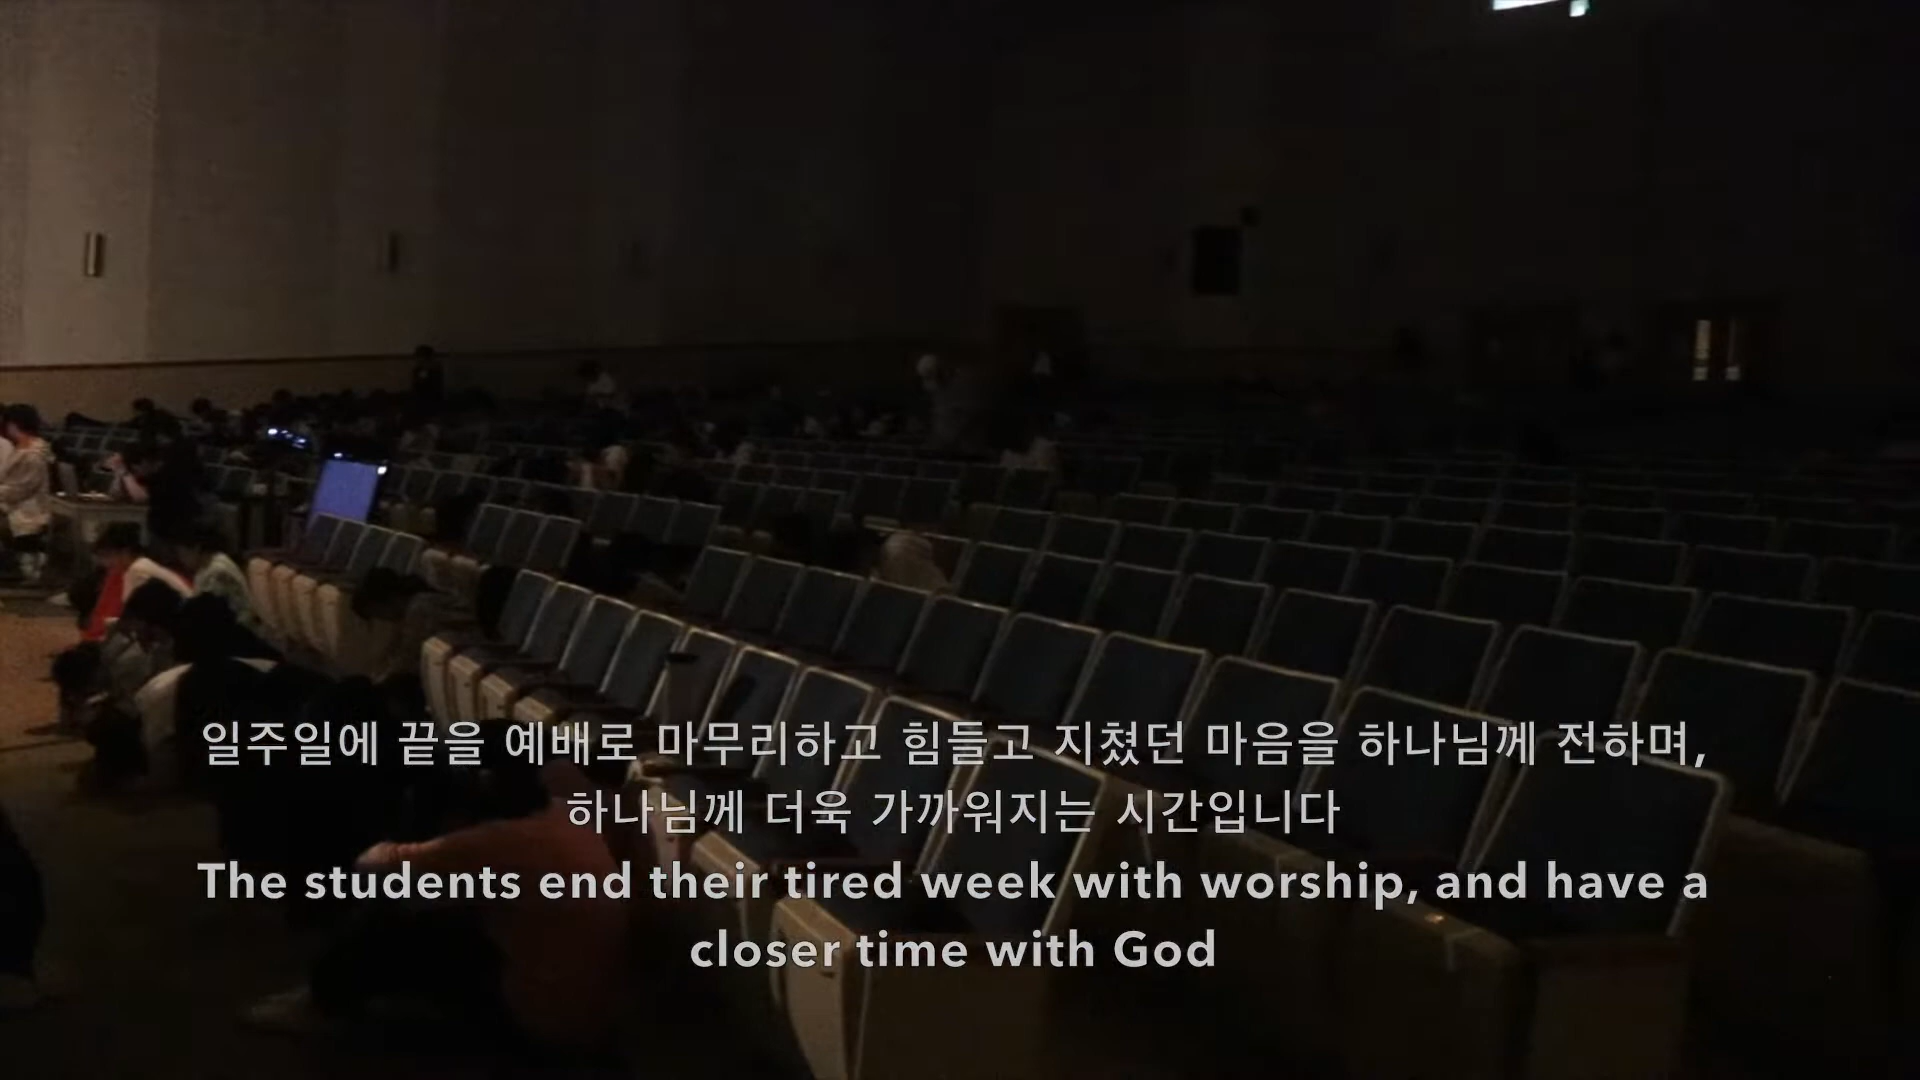 일주일에 끝을 예배로 마무리하고 힘들고 지쳤던 마음을 하나님께 전하며,
하나님께 더욱 가까워지는 시간입니다
The students end their tired week with worship, and have a
closer time with God